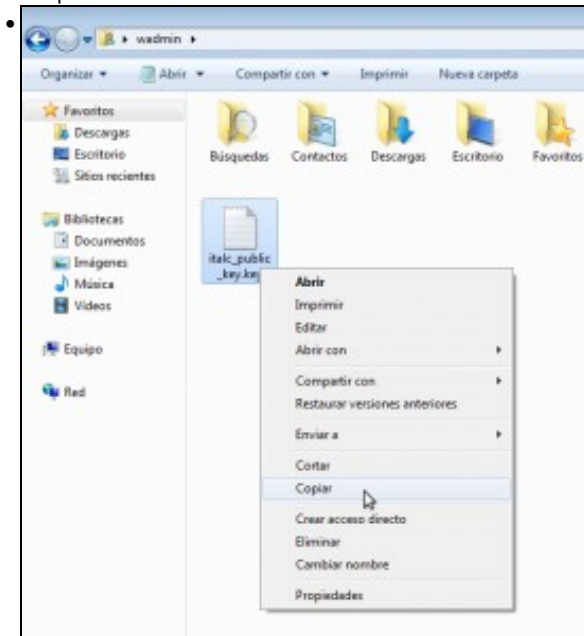 wadmin
Organizar Abrir Compartir con Imprimir Nueva carpeta
Favoritos
Descargas
Escritorio
Sitios recientes
Bibliotecas
Documentos
Imágenes
Música
Vídeos
Equipo
Red
Búsquedas Contactos Descargas Escritorio Favoritos
italc_public
_key.key
Abrir
Imprimir
Editar
Abrir con
Compartir con
Restaurar versiones anteriores
Enviar a
Cortar
Copiar
Crear acceso directo
Eliminar
Cambiar nombre
Propiedades